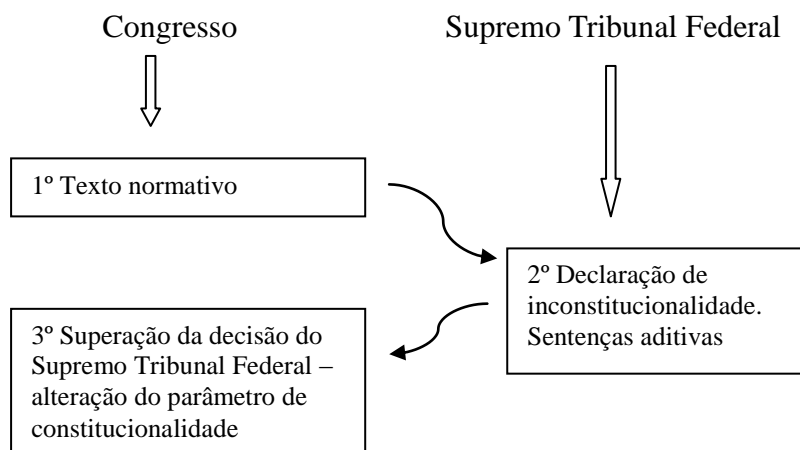 Congresso
Supremo Tribunal Federal
1º Texto normativo
2º Declaração de
inconstitucionalidade.
Sentenças aditivas
3º Superação da decisão do
Supremo Tribunal Federal –
alteração do parâmetro de
constitucionalidade